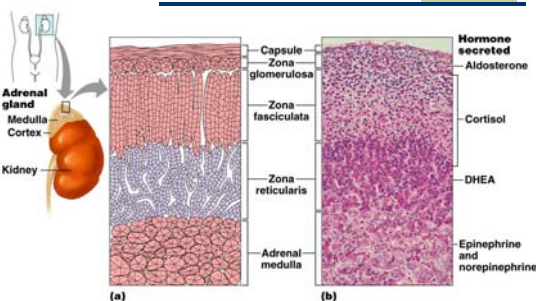 Adrenal
gland
Medulla
Cortex
Kidney
Capsule
Zona
glomerulosa
Zona
fasciculata
Zona
reticularis
Adrenal
medulla
Hormone
secreted
Aldosterone
Cortisol
DHEA
Epinephrine
and
norepinephrine
(a)
(b)